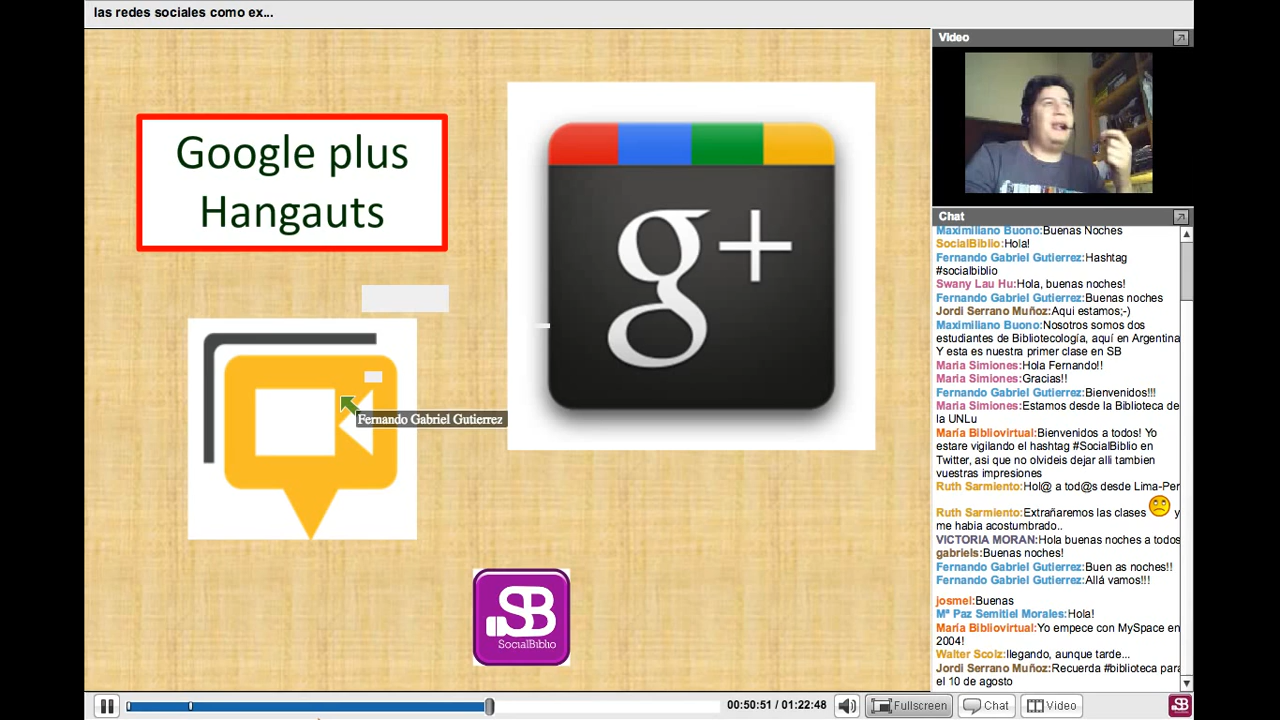 las redes sociales como ex...
Google plus
Hangauts
g+
Fernando Gabriel Gutierrez
SB
SocialBiblio
Video
Chat
Maximiliano Buono:Buenas Noches
SocialBiblio:Hola!
Fernando Gabriel Gutierrez:Hashtag
#socialbiblio
Swany Lau Hu:Hola, buenas noches!
Fernando Gabriel Gutierrez:Buenos noches
Jordi Serrano Muñoz:Aqui estamos;-)
Maximiliano Buono:Nosotros somos dos
estudiantes de Bibliotecología, aquí en Argentina
Y esta es nuestra primer clase en SB
Maria Simiones:Hola Fernando!!
Maria Simiones:Gracias!!
Fernando Gabriel Gutierrez:Bienvenidos!!!
Maria Simiones:Estamos desde la Biblioteca de
la UNLu
María Bibliovirtual:Bienvenidos a todos! Yo
estare vigilando el hashtag #SocialBiblio en
Twitter, asi que no olvideis dejar alli tambien
vuestras impresiones
Ruth Sarmiento:Hol@ a tod@s desde Lima-Per
Ruth Sarmiento:Extrañaremos las clases y
me habia acostumbrado..
VICTORIA MORAN:Hola buenas noches a todos
gabriels:Buenas noches!
Fernando Gabriel Gutierrez:Buen as noches!!
Fernando Gabriel Gutierrez:Allá vamos!!!
josmel:Buenas
Mª Paz Semitiel Morales:Hola!
María Bibliovirtual:Yo empece con MySpace en
2004!
Walter Scolz:llegando, aunque tarde...
Jordi Serrano Muñoz:Recuerda #biblioteca para
el 10 de agosto
00:50:51 / 01:22:48
Fullscreen
Chat
Video
SB